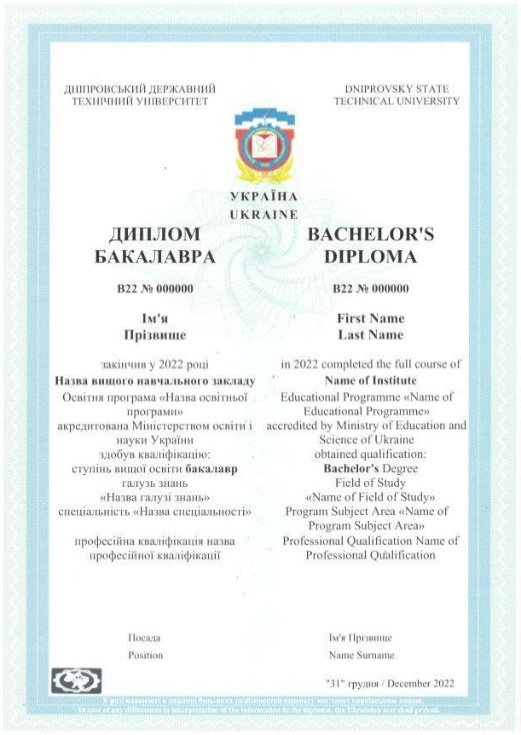 ДНІПРОВСЬКИЙ ДЕРЖАВНИЙ
ТЕХНІЧНИЙ УНІВЕРСИТЕТ
DNIPROVSKY STATE
TECHNICAL UNIVERSITY
УКРАЇНА
UKRAINE
ДИПЛОМ
БАКАЛАВРА
BACHELOR'S
DIPLOMA
B22 № 000000
B22 № 000000
Ім'я
Прізвище
First Name
Last Name
закінчив у 2022 році
Назва вищого навчального закладу
Освітня програма «Назва освітньої
програми»
акредитована Міністерством освіти і
науки України
здобув кваліфікацію:
ступінь вищої освіти бакалавр
галузь знань
«Назва галузі знань»
спеціальність «Назва спеціальності»
професійна кваліфікація назва
професійної кваліфікації
in 2022 completed the full course of
Name of Institute
Educational Programme «Name of
Educational Programme»
accredited by Ministry of Education and
Science of Ukraine
obtained qualification:
Bachelor's Degree
Field of Study
«Name of Field of Study»
Program Subject Area «Name of
Program Subject Area»
Professional Qualification Name of
Professional Qualification
Посада
Position
Ім'я Прізвище
Name Surname
"31" грудня / December 2022
У разі наявності в дипломі будь-яких розбіжностей перевагу має текст українською мовою.
In case of any differences in interpretation of the information in the diploma, the Ukrainian text shall prevail.